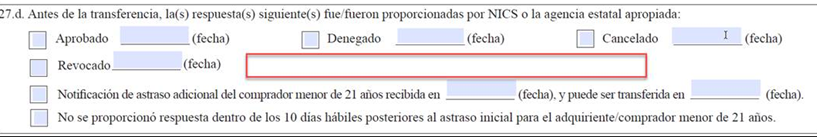 27.d. Antes de la transferencia, la(s) respuesta(s) siguiente(s) fue/fueron proporcionadas por NICS o la agencia estatal apropiada:
Aprobado (fecha) Denegado (fecha) Cancelado (fecha)
Revocado (fecha)
Notificación de astraso adicional del comprador menor de 21 años recibida en (fecha), y puede ser transferida en (fecha).
No se proporcionó respuesta dentro de los 10 días hábiles posteriores al astraso inicial para el adquiriente/comprador menor de 21 años.